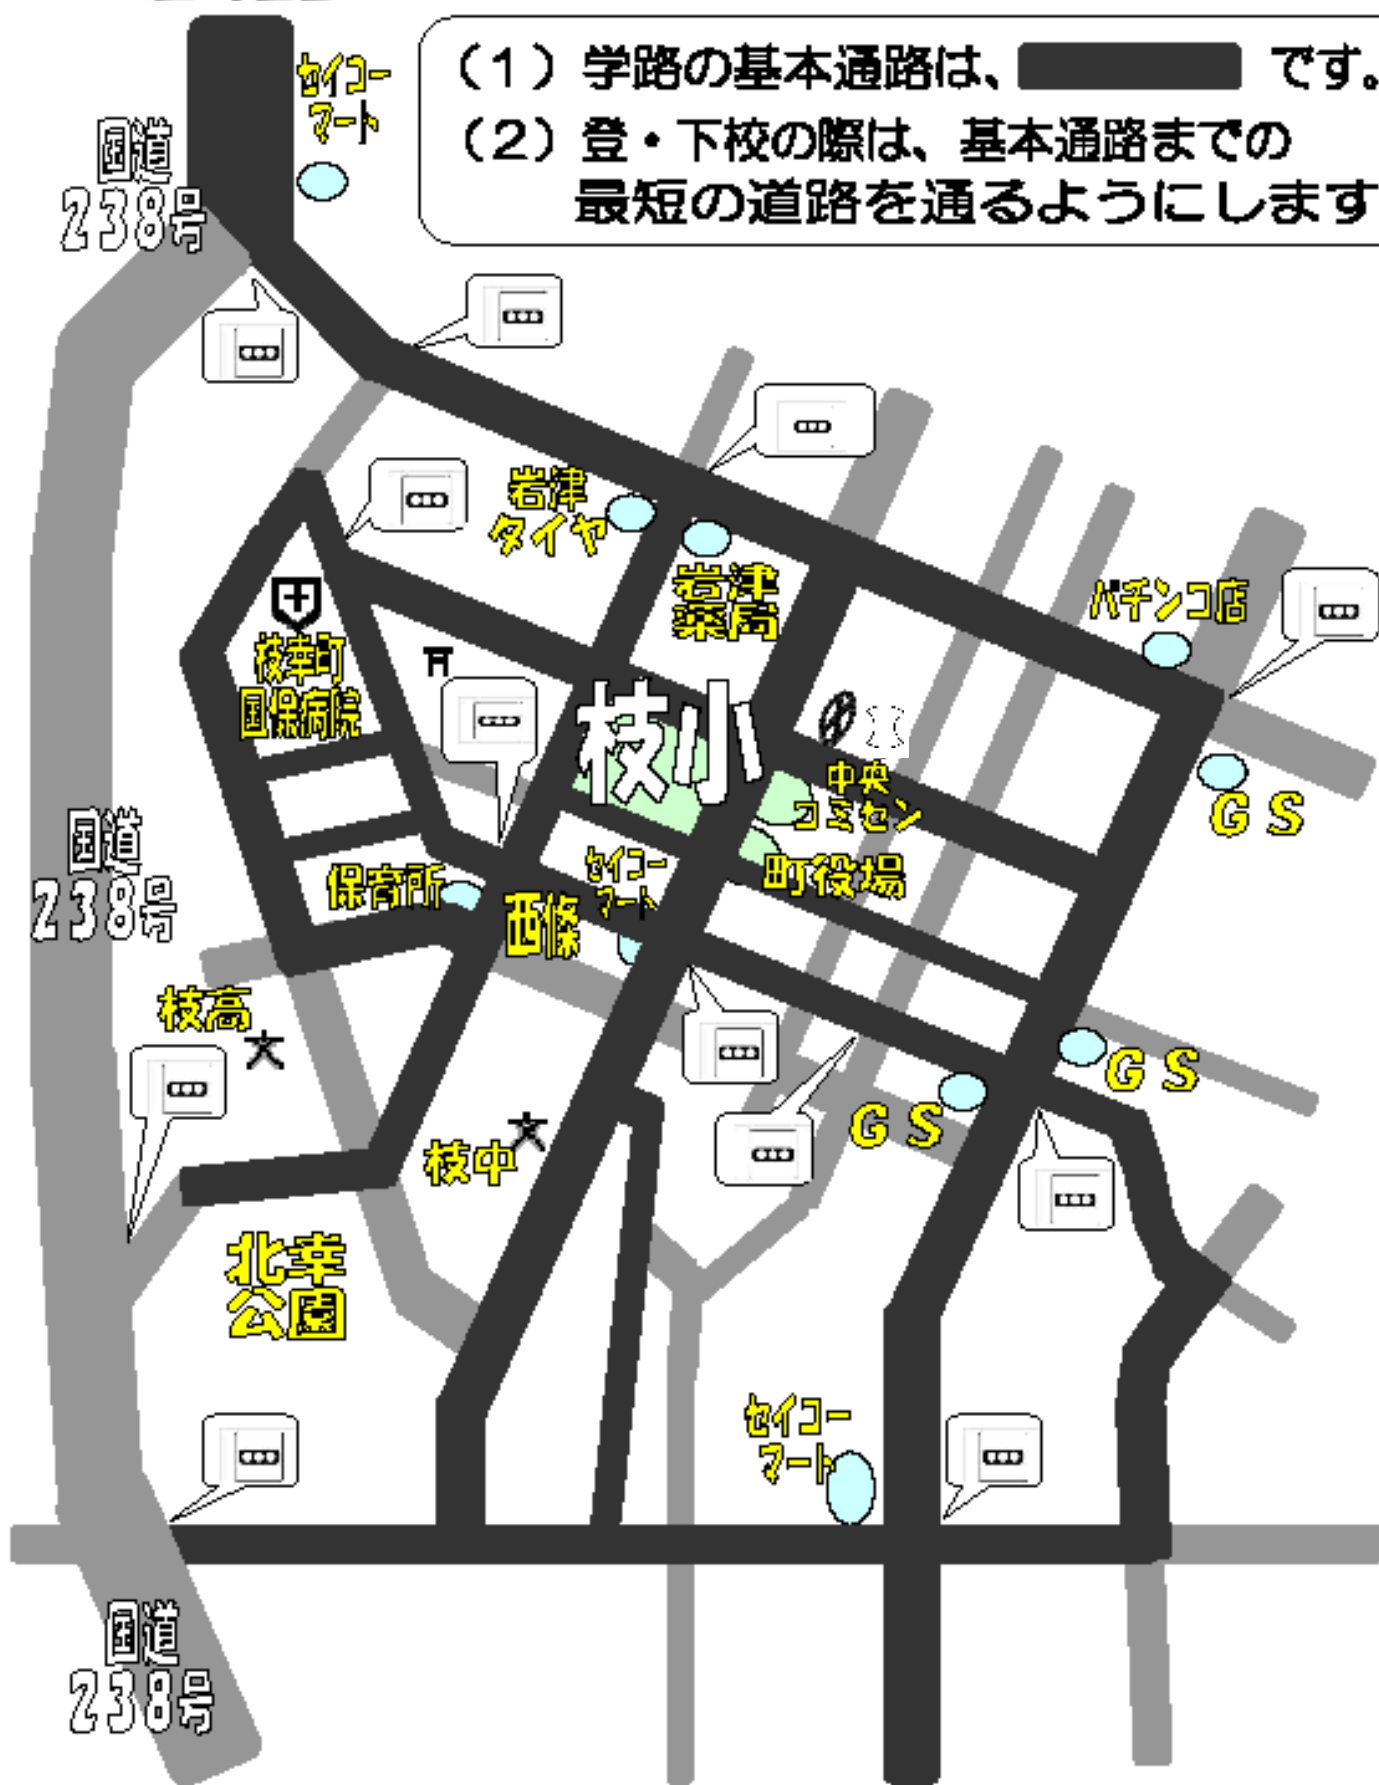 (1)学路の基本通路は、 です。
(2)登・下校の際は、基本通路までの
最短の道路を通るようにします
セイコー
マート
国道
238号
岩津
タイヤ
岩津
薬局
パチンコ店
枝幸町
国保病院
枝小
中央
コミセン
GS
国道
238号
保育所
西條
セイコー
マート
町役場
枝高
GS
GS
枝中
北幸
公園
セイコー
マート
国道
238号